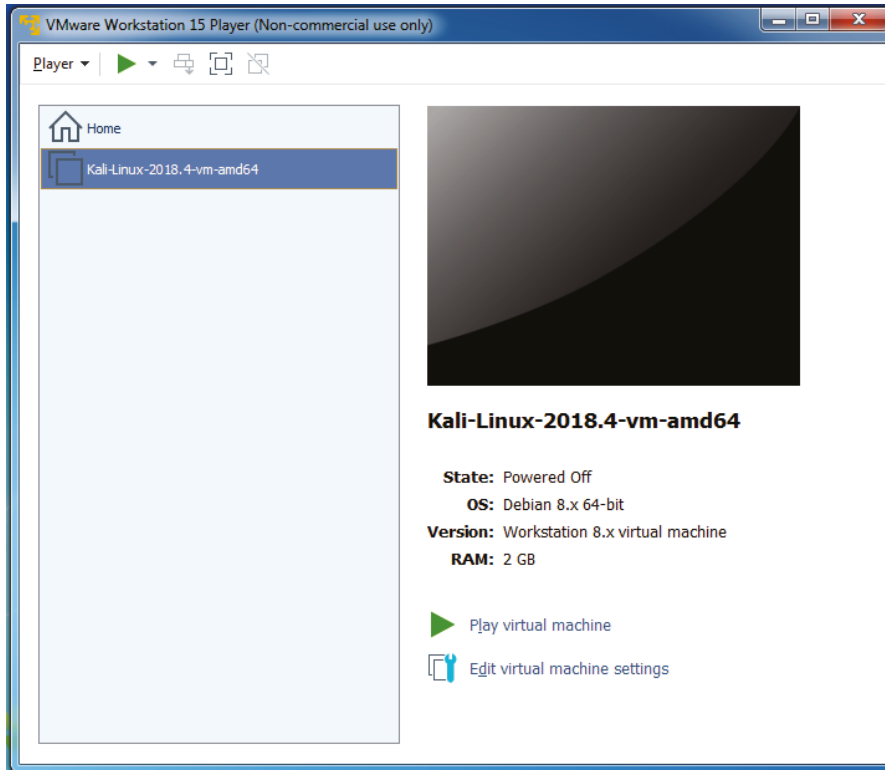 VMware Workstation 15 Player (Non-commercial use only)
Player
Home
Kali-Linux-2018.4-vm-amd64
Kali-Linux-2018.4-vm-amd64
State: Powered Off
OS: Debian 8.x 64-bit
Version: Workstation 8.x virtual machine
RAM: 2 GB
Play virtual machine
Edit virtual machine settings